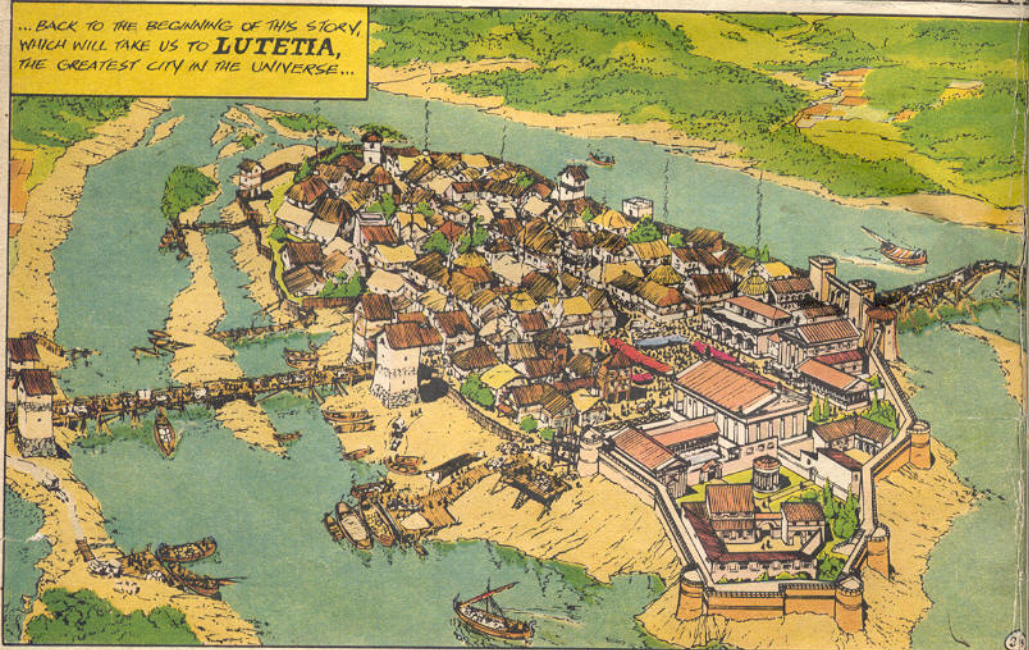 ...BACK TO THE BEGINNING OF THIS STORY,
WHICH WILL TAKE US TO LUTETIA,
THE GREATEST CITY IN THE UNIVERSE...
2